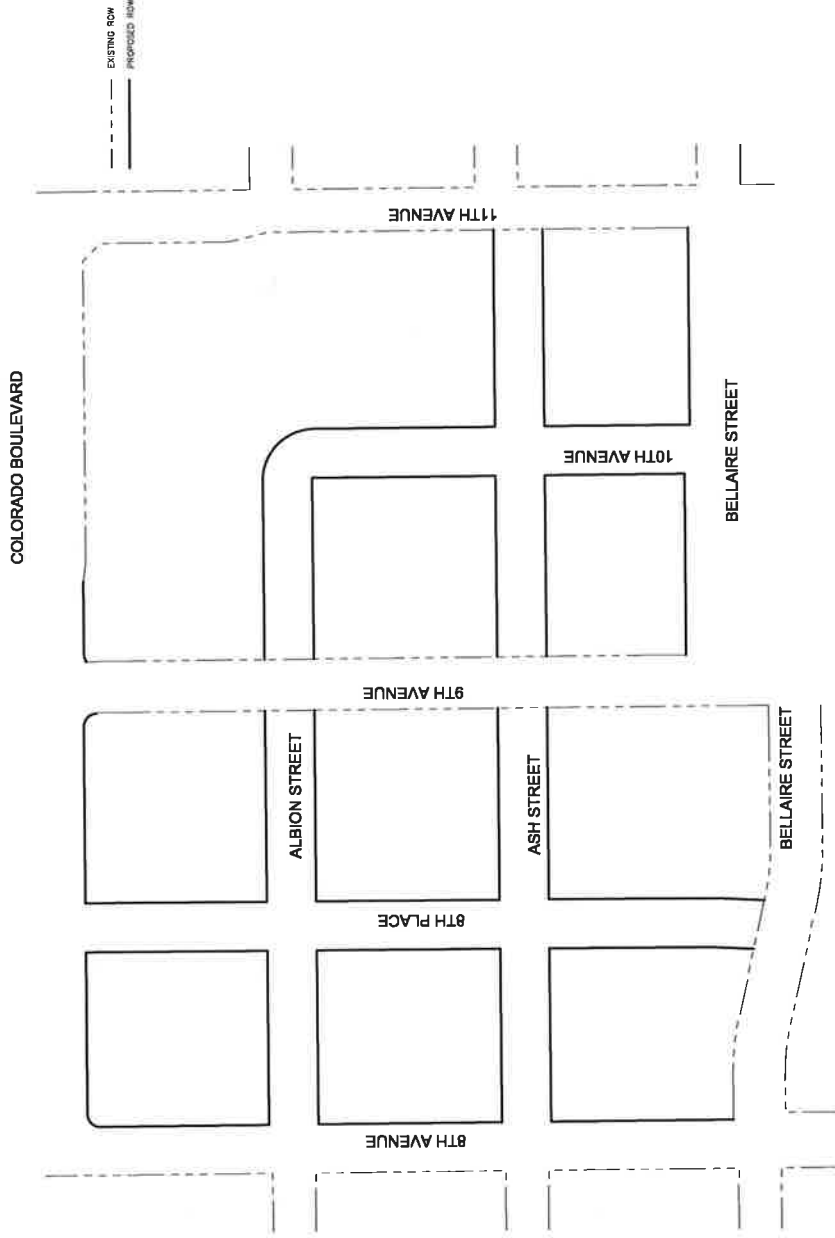 EXISTING ROW
PROPOSED ROW
11TH AVENUE
COLORADO BOULEVARD
BELLAIRE STREET
10TH AVENUE
9TH AVENUE
ALBION STREET
ASH STREET
BELLAIRE STREET
8TH PLACE
8TH AVENUE